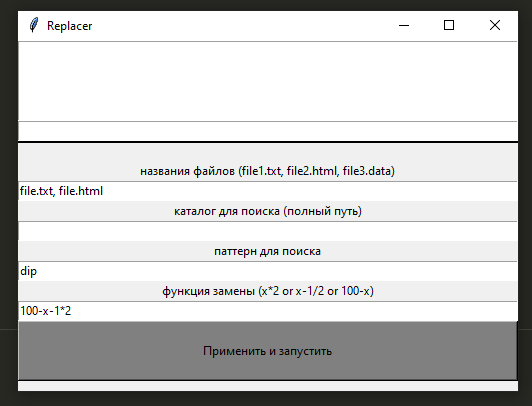 Replacer
названия файлов (file1.txt, file2.html, file3.data)
file.txt, file.html
каталог для поиска (полный путь)
паттерн для поиска
dip
функция замены (x*2 or x-1/2 or 100-x)
100-x-1*2
Применить и запустить